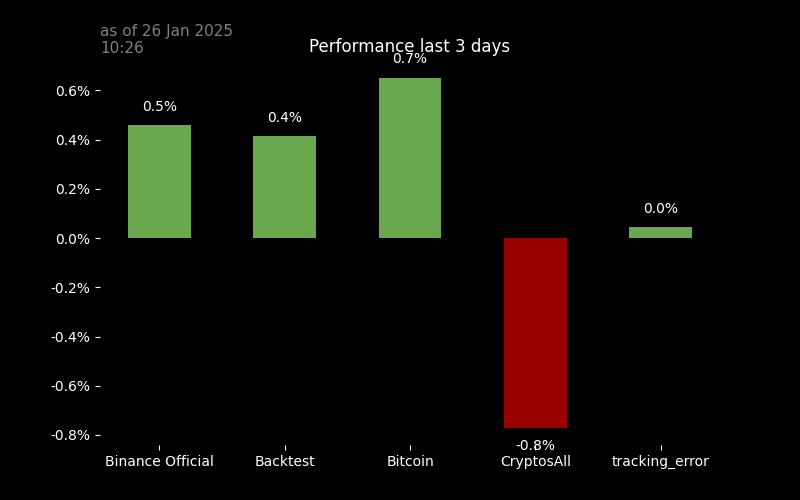 as of 26 Jan 2025
10:26
Performance last 3 days
0.7%
0.6%
0.5%
0.4%
0.4%
0.2%
0.0%
0.0%
-0.2%
-0.4%
-0.6%
-0.8%
-0.8%
Binance Official
Backtest
Bitcoin
CryptosAll
tracking_error